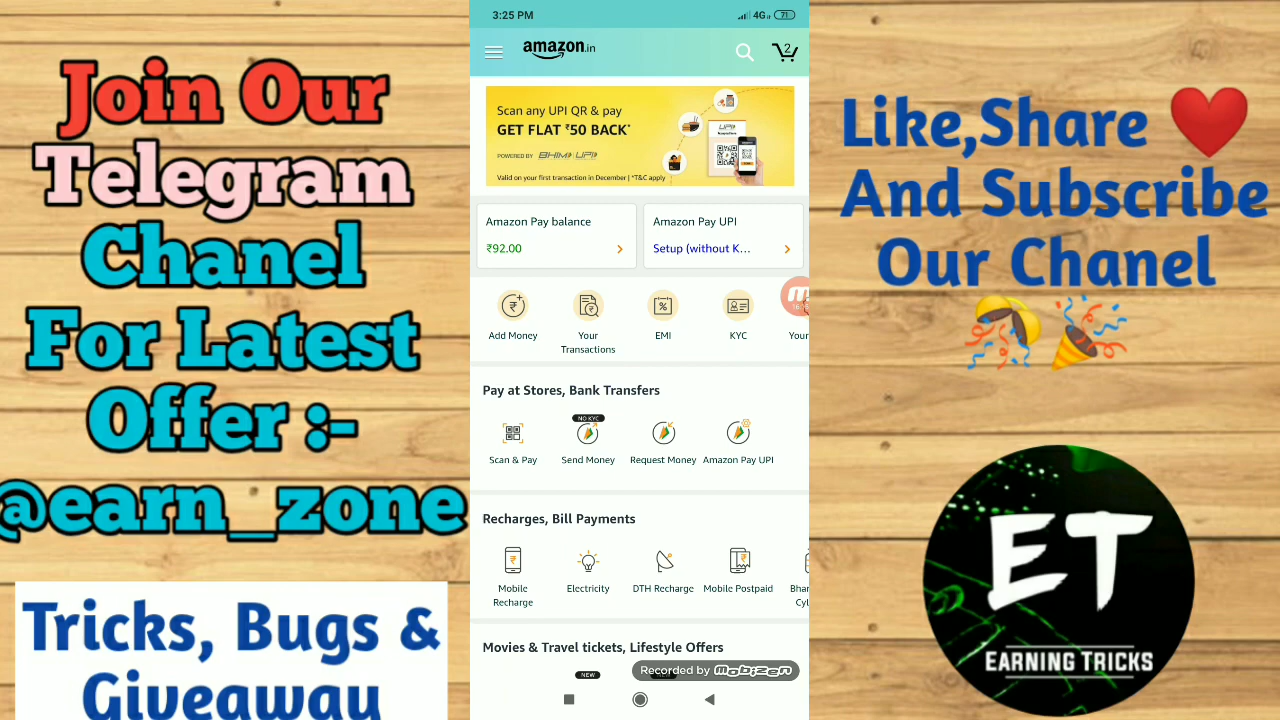 Join Our
Telegram
Chanel
For Latest
Offer :-
@earn_zone
Tricks, Bugs &
Giveaway
3:25 PM
4G
71
amazon.in
2
Scan any UPI QR & pay
GET FLAT ₹50 BACK*
POWERED BY BHIM UPI
Valid on your first transaction in December | *T&C apply
UPI
Amazon Pay balance
₹92.00
Amazon Pay UPI
Setup (without K...
Add Money
Your
Transactions
EMI
KYC
Your
Pay at Stores, Bank Transfers
NO KYC
Scan & Pay
Send Money
Request Money
Amazon Pay UPI
Recharges, Bill Payments
Mobile
Recharge
Electricity
DTH Recharge
Mobile Postpaid
Bhar
Cyl
Movies & Travel tickets, Lifestyle Offers
NEW
Recorded by mobizen
Like,Share
And Subscribe
Our Chanel
ET
EARNING TRICKS